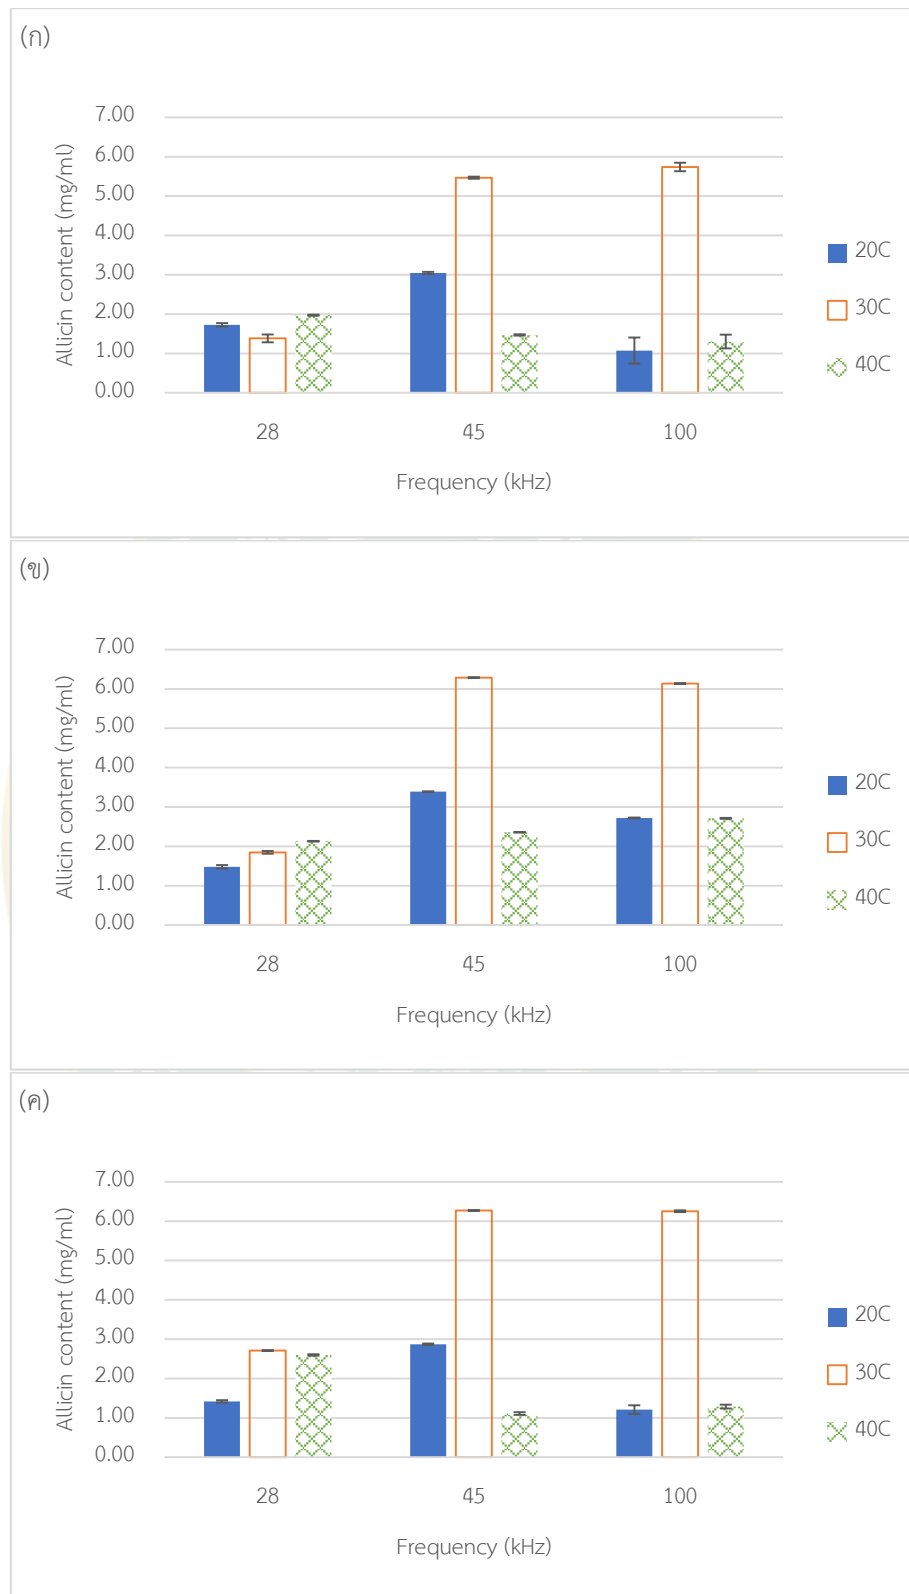 (ก)
7.00
6.00
5.00
4.00
3.00
2.00
1.00
0.00
Allicin content (mg/ml)
28 45 100
Frequency (kHz)
20C
30C
40C
(ข)
7.00
6.00
5.00
4.00
3.00
2.00
1.00
0.00
Allicin content (mg/ml)
28 45 100
Frequency (kHz)
20C
30C
40C
(ค)
7.00
6.00
5.00
4.00
3.00
2.00
1.00
0.00
Allicin content (mg/ml)
28 45 100
Frequency (kHz)
20C
30C
40C